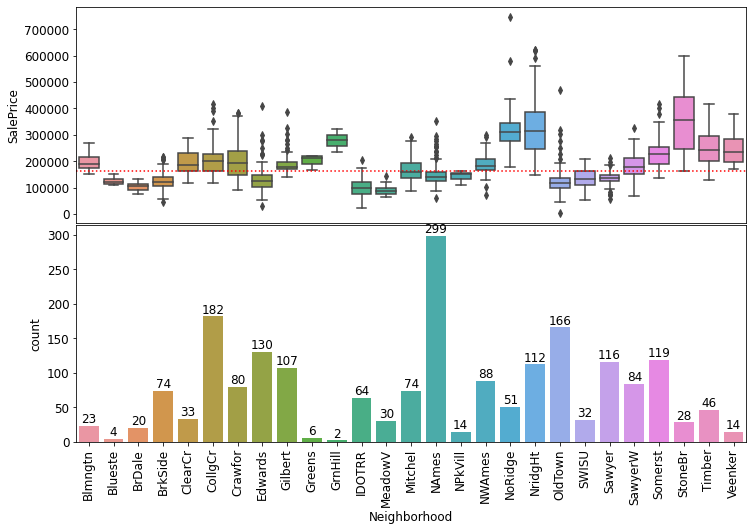 SalePrice
700000
600000
500000
400000
300000
200000
100000
0
count
300
250
200
150
100
50
0
23
4
20
74
33
182
80
130
107
6
2
64
30
74
299
14
88
51
112
166
32
116
84
119
28
46
14
Blmngtn
Blueste
BrDale
BrkSide
ClearCr
CollgCr
Crawfor
Edwards
Gilbert
Greens
GrnHill
IDOTRR
MeadowV
Mitchel
NAmes
NPkVill
NWAmes
NoRidge
NridgHt
OldTown
SWISU
Sawyer
SawyerW
Somerst
StoneBr
Timber
Veenker
Neighborhood